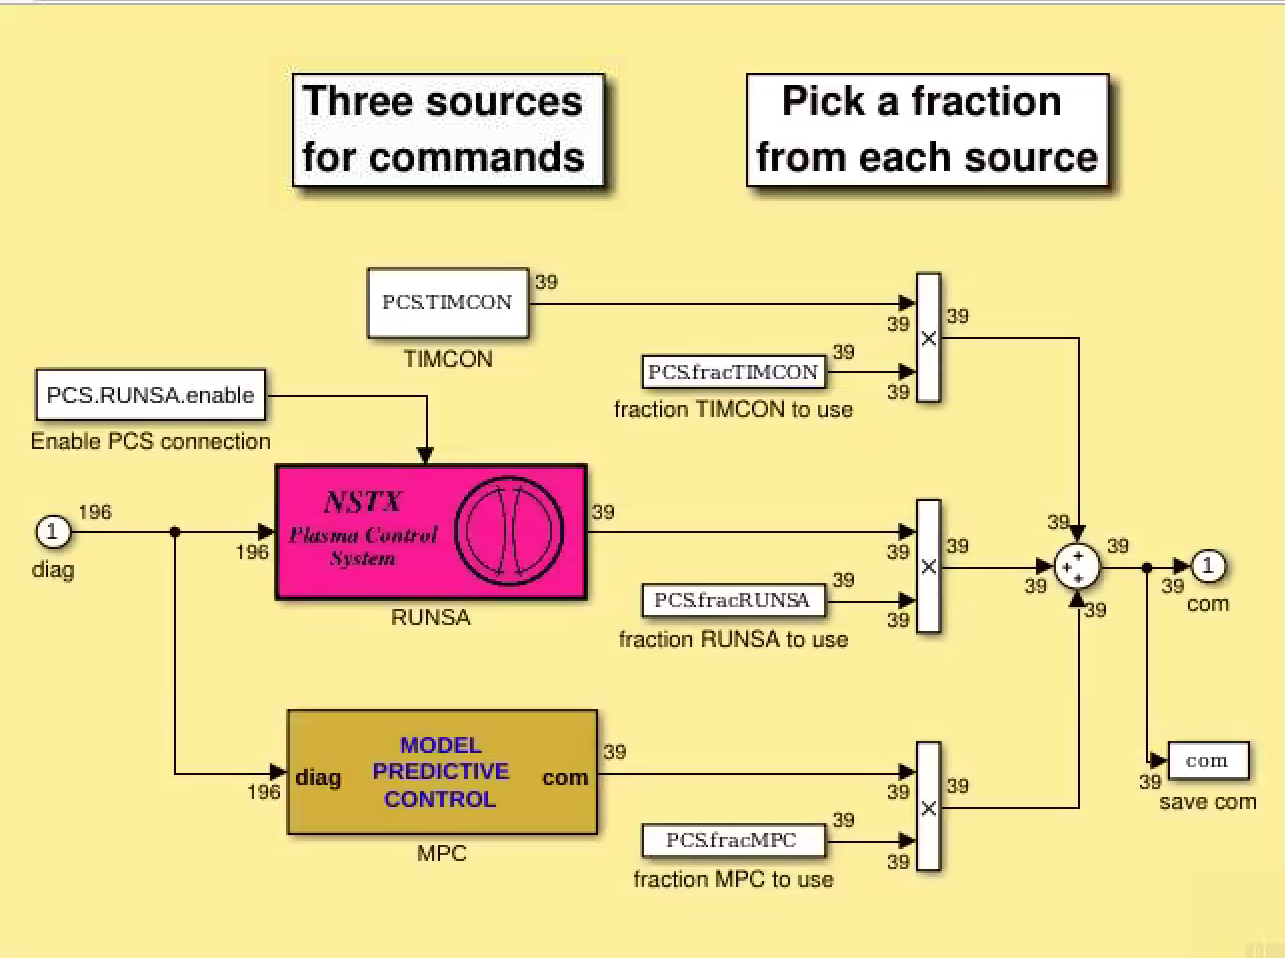 Three sources
for commands
Pick a fraction
from each source
PCS.TIMCON
39
39
39
TIMCON
PCS.fracTIMCON
39
39
fraction TIMCON to use
PCS.RUNSA.enable
Enable PCS connection
1
196
diag
196
NSTX
Plasma Control
System
RUNSA
39
39
39
PCS.fracRUNSA
39
39
fraction RUNSA to use
39
39
39
39
1
39
com
196
diag
MODEL
PREDICTIVE
CONTROL
com
MPC
39
39
39
PCS.fracMPC
39
39
fraction MPC to use
com
39
save com